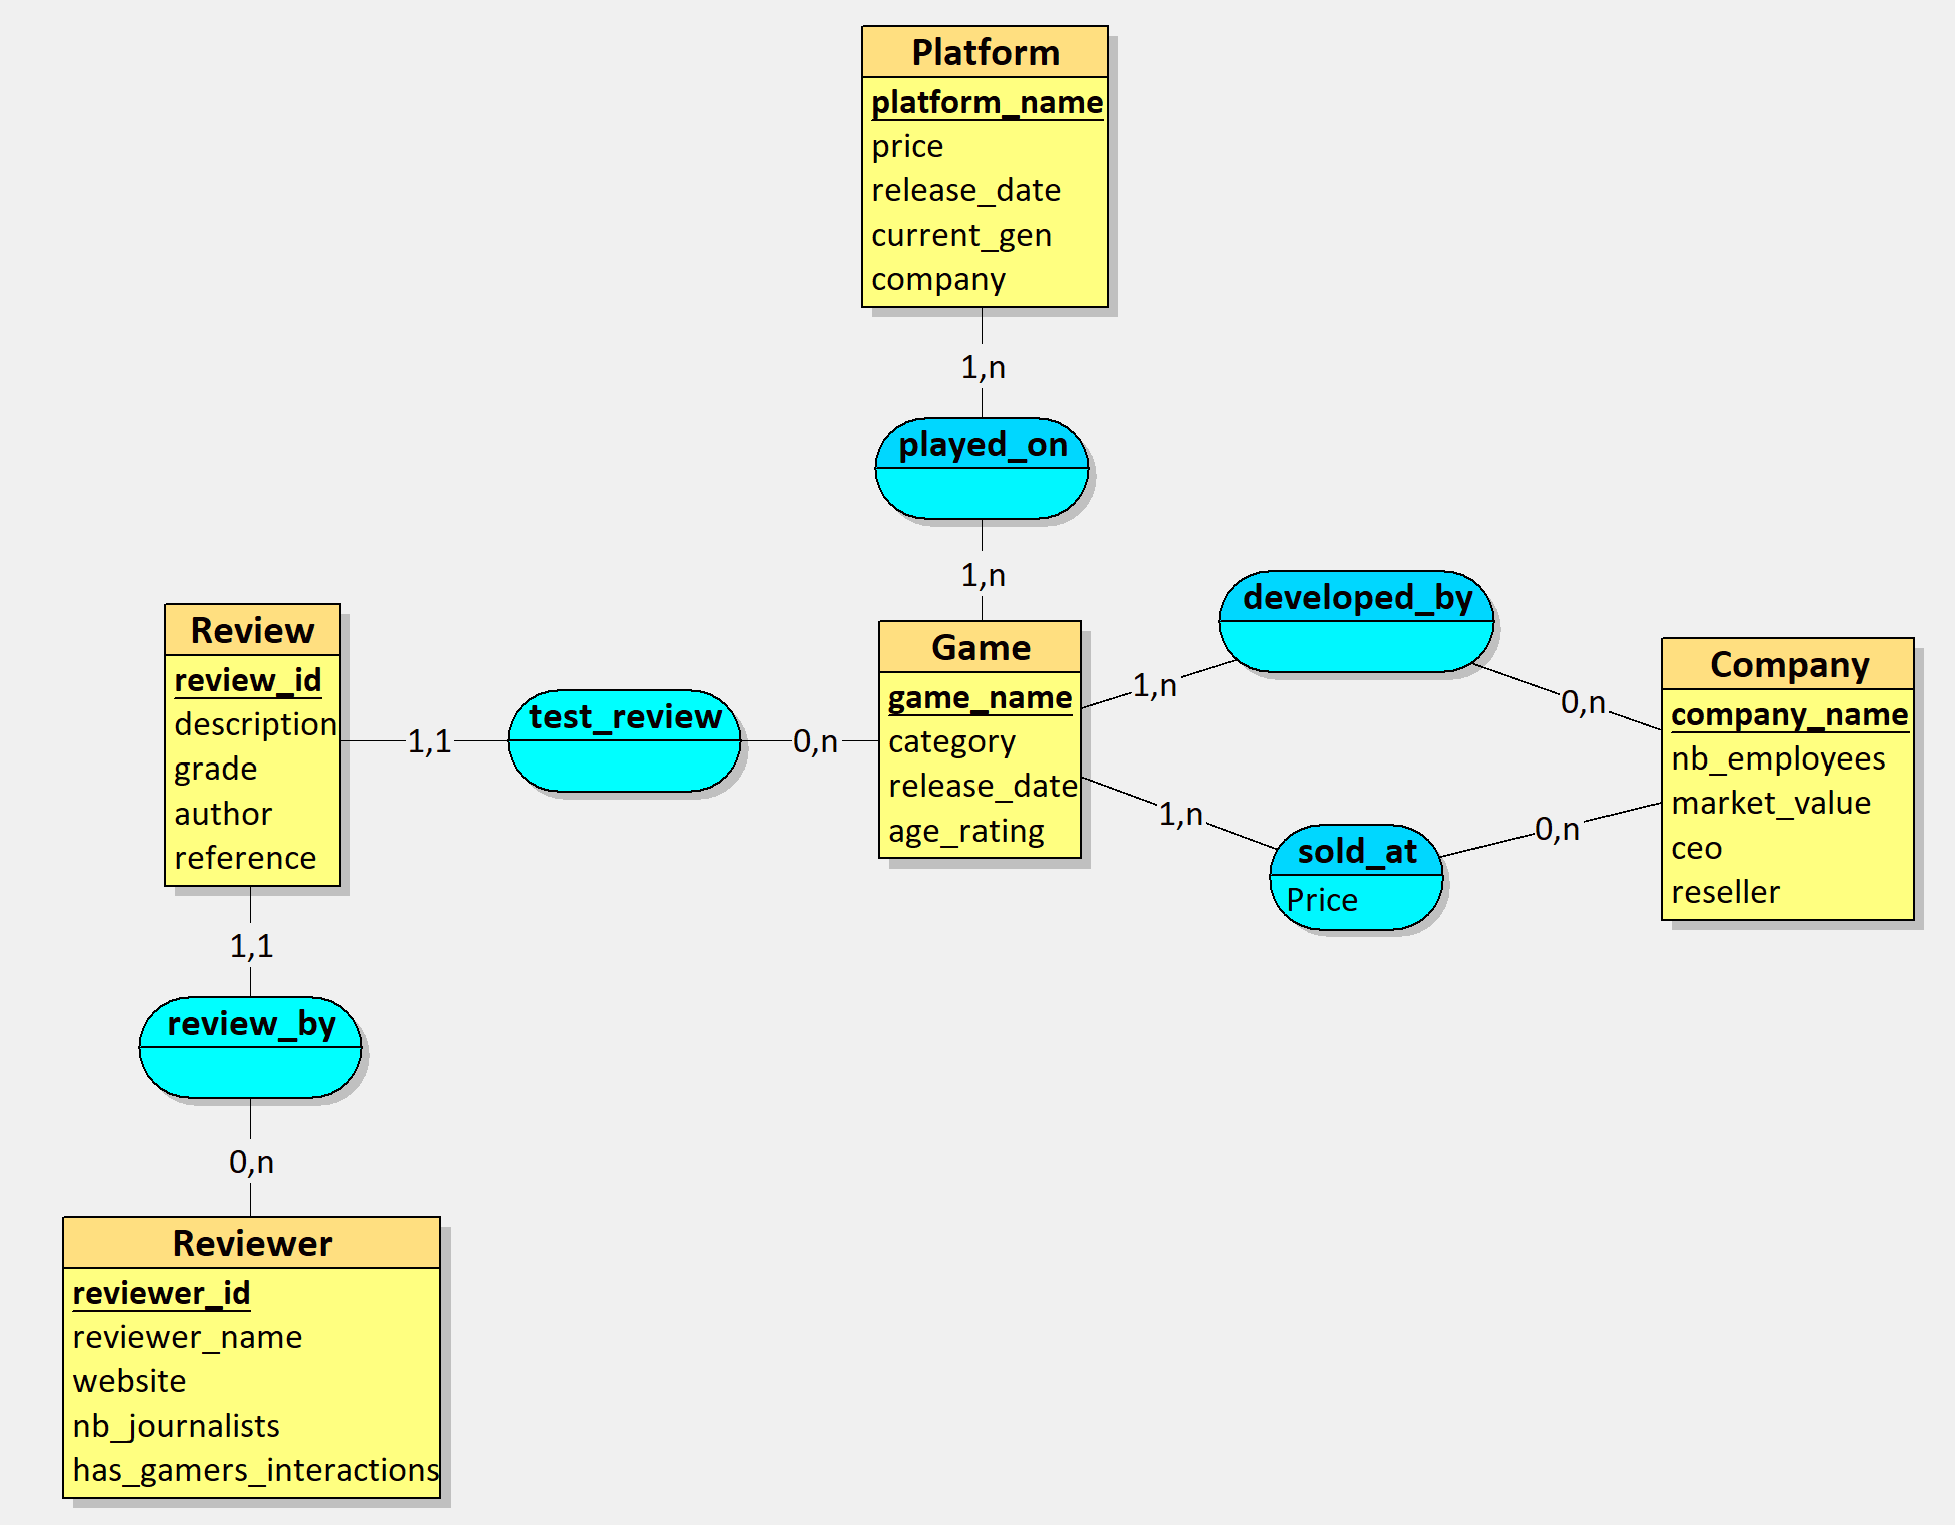 Platform
platform_name
price
release_date
current_gen
company
1,n
played_on
1,n
Review
review_id
description
grade
author
reference
1,1
test_review
0,n
Game
game_name
category
release_date
age_rating
1,n
developed_by
0,n
1,n
sold_at
Price
0,n
Company
company_name
nb_employees
market_value
ceo
reseller
1,1
review_by
0,n
Reviewer
reviewer_id
reviewer_name
website
nb_journalists
has_gamers_interactions